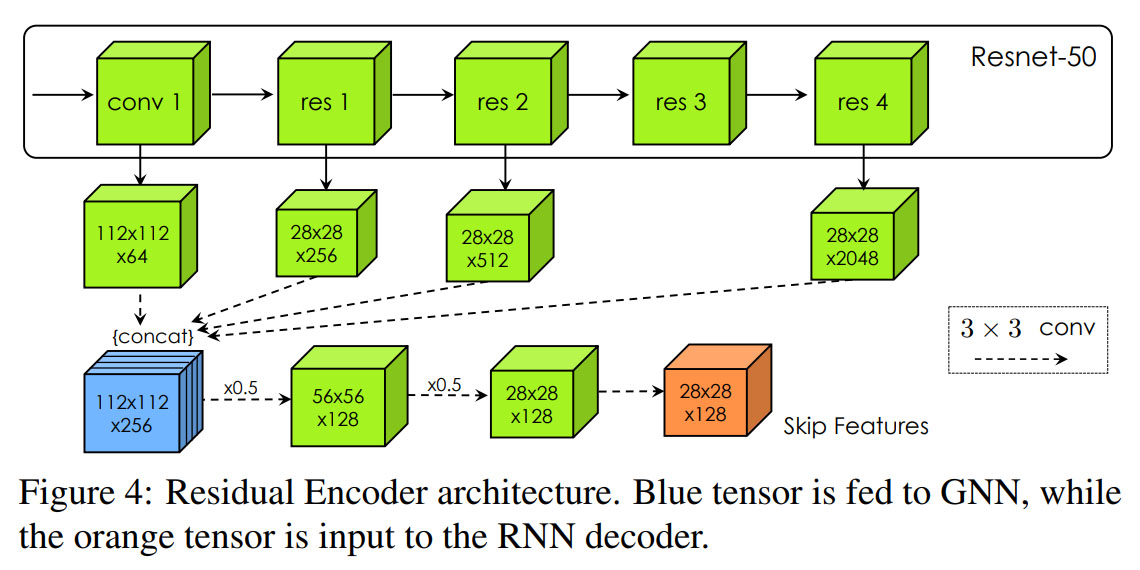 Resnet-50
conv 1
res 1
res 2
res 3
res 4
112x112
x64
28x28
x256
28x28
x512
28x28
x2048
{concat}
3 × 3 conv
112x112
x256
x0.5
56x56
x128
x0.5
28x28
x128
28x28
x128
Skip Features
Figure 4: Residual Encoder architecture. Blue tensor is fed to GNN, while
the orange tensor is input to the RNN decoder.